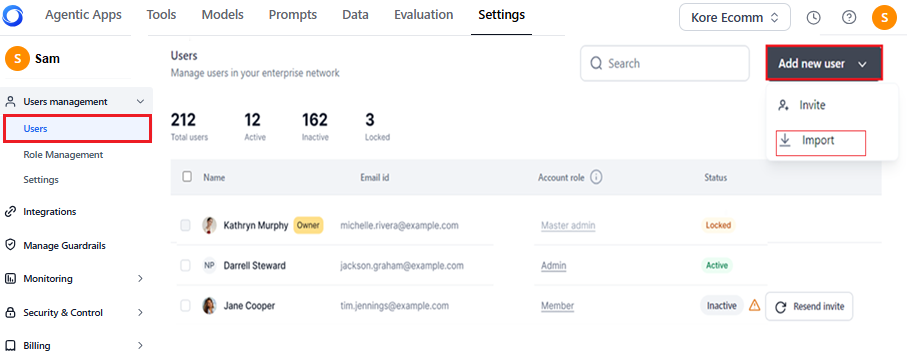 Agentic Apps Tools Models Prompts Data Evaluation Settings Kore Ecomm S
S Sam
Users management
Users
Role Management
Settings
Integrations
Manage Guardrails
Monitoring
Security & Control
Billing
Users
Manage users in your enterprise network
Search
Add new user
Invite
Import
212 12 162 3
Total users Active Inactive Locked
Name Email id Account role Status
Kathryn Murphy Owner michelle.rivera@example.com Master admin Locked
NP Darrell Steward jackson.graham@example.com Admin Active
Jane Cooper tim.jennings@example.com Member Inactive Resend invite